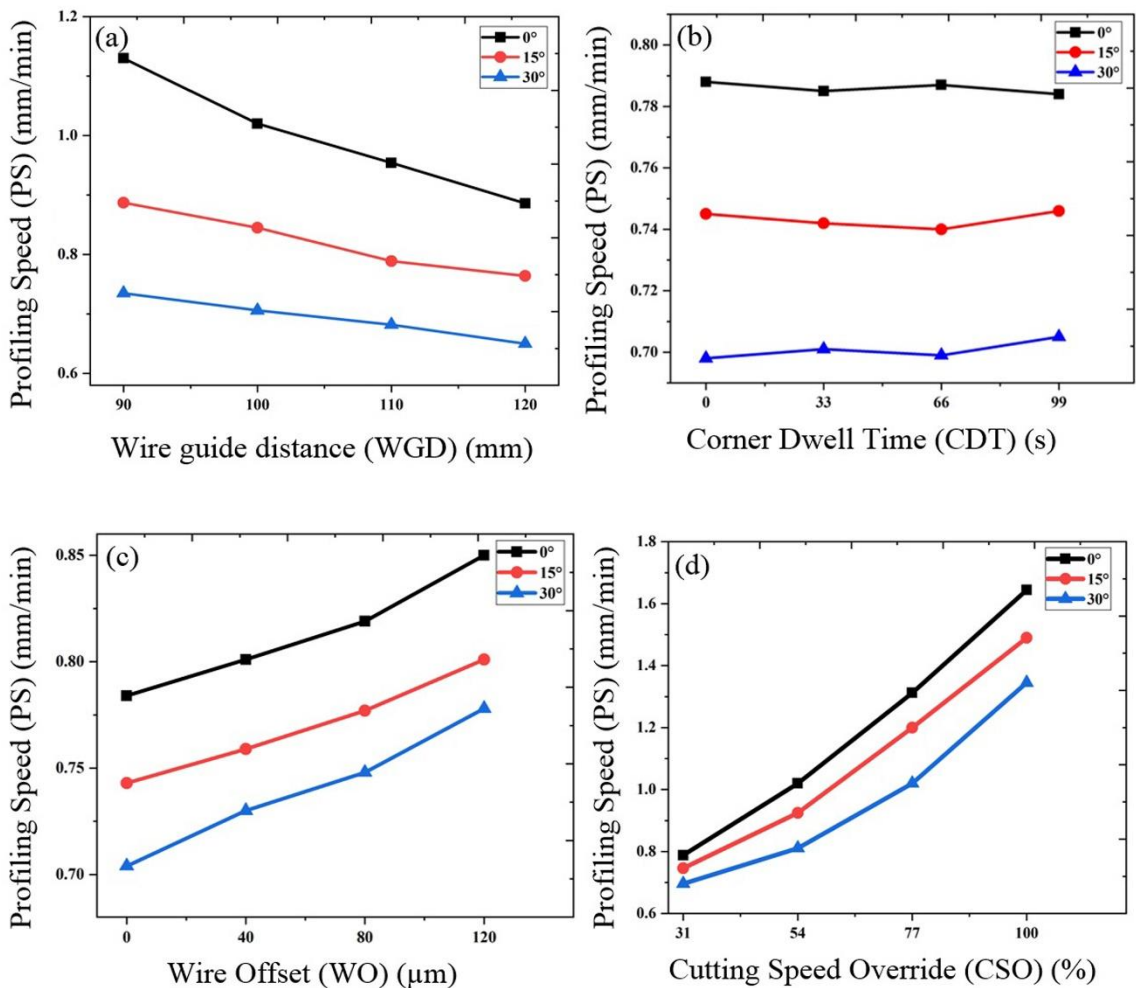 (a)
0°
15°
30°
Profiling Speed (PS) (mm/min)
1.2
1.0
0.8
0.6
90 100 110 120
Wire guide distance (WGD) (mm)
(b)
0°
15°
30°
Profiling Speed (PS) (mm/min)
0.80
0.78
0.76
0.74
0.72
0.70
0 33 66 99
Corner Dwell Time (CDT) (s)
(c)
0°
15°
30°
Profiling Speed (PS) (mm/min)
0.85
0.80
0.75
0.70
0 40 80 120
Wire Offset (WO) (µm)
(d)
0°
15°
30°
Profiling Speed (PS) (mm/min)
1.8
1.6
1.4
1.2
1.0
0.8
0.6
31 54 77 100
Cutting Speed Override (CSO) (%)